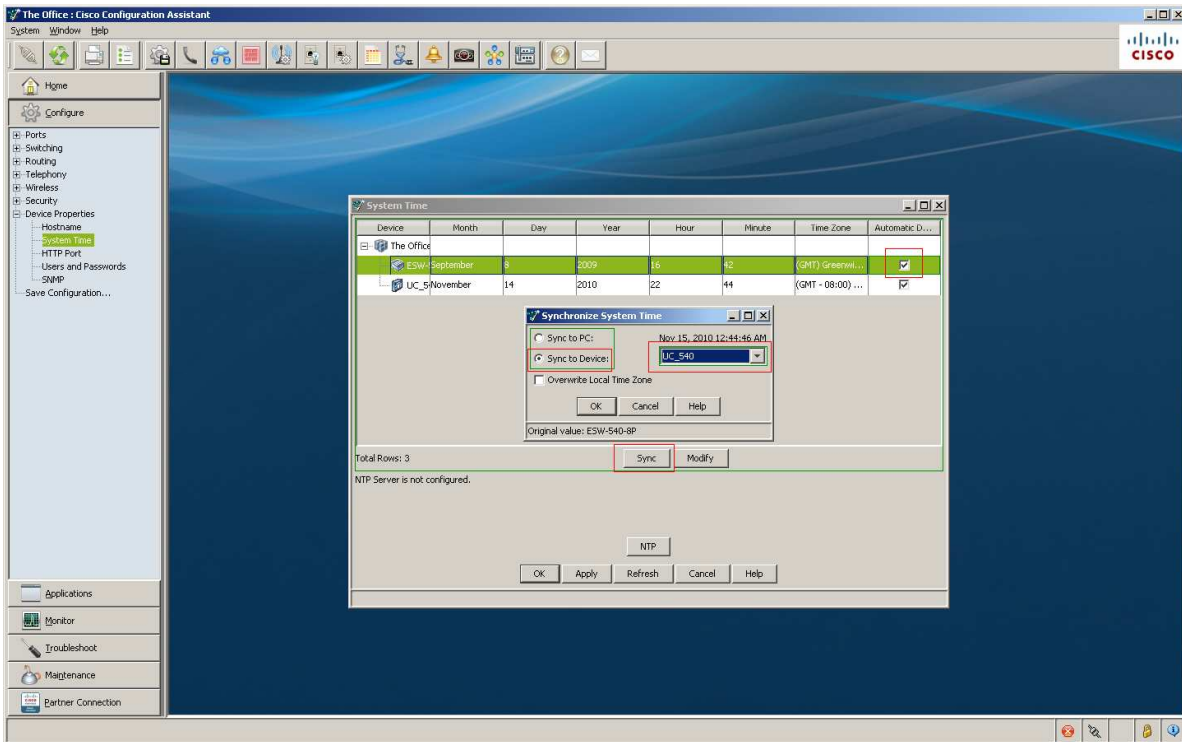 The Office : Cisco Configuration Assistant
System Window Help
CISCO
Home
Configure
Ports
Switching
Routing
Telephony
Wireless
Security
Device Properties
Hostname
System Time
HTTP Port
Users and Passwords
SNMP
Save Configuration...
Applications
Monitor
Troubleshoot
Maintenance
Partner Connection
System Time
Device Month Day Year Hour Minute Time Zone Automatic D...
The Office
ESW- September 8 2009 16 42 (GMT) Greenwi...
UC_5 November 14 2010 22 44 (GMT - 08:00) ...
Synchronize System Time
Sync to PC: Nov 15, 2010 12:44:46 AM
Sync to Device: UC_540
Overwrite Local Time Zone
OK Cancel Help
Original value: ESW-540-8P
Total Rows: 3 Sync Modify
NTP Server is not configured.
NTP
OK Apply Refresh Cancel Help